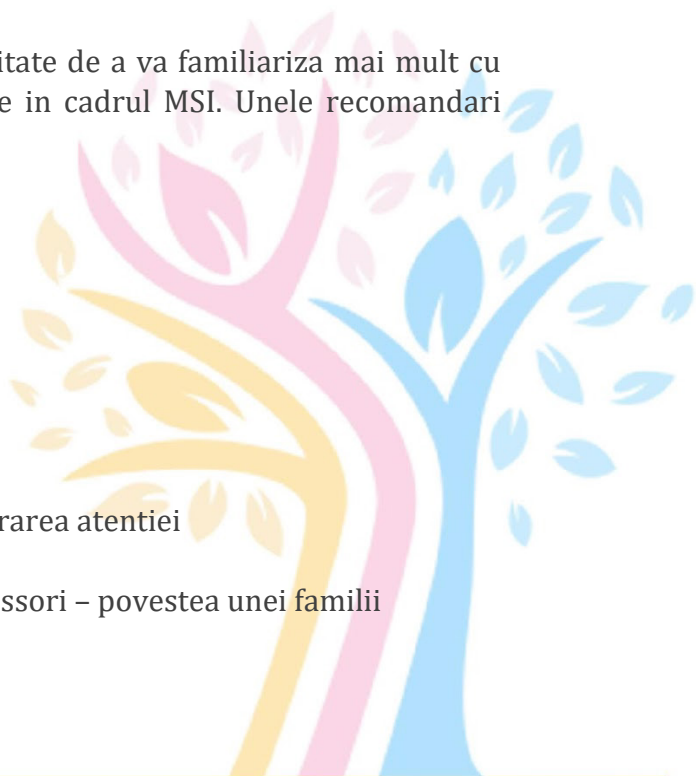 itate de a va familiariza mai mult cu
e in cadrul MSI. Unele recomandari
rarea atentiei
ssori – povestea unei familii